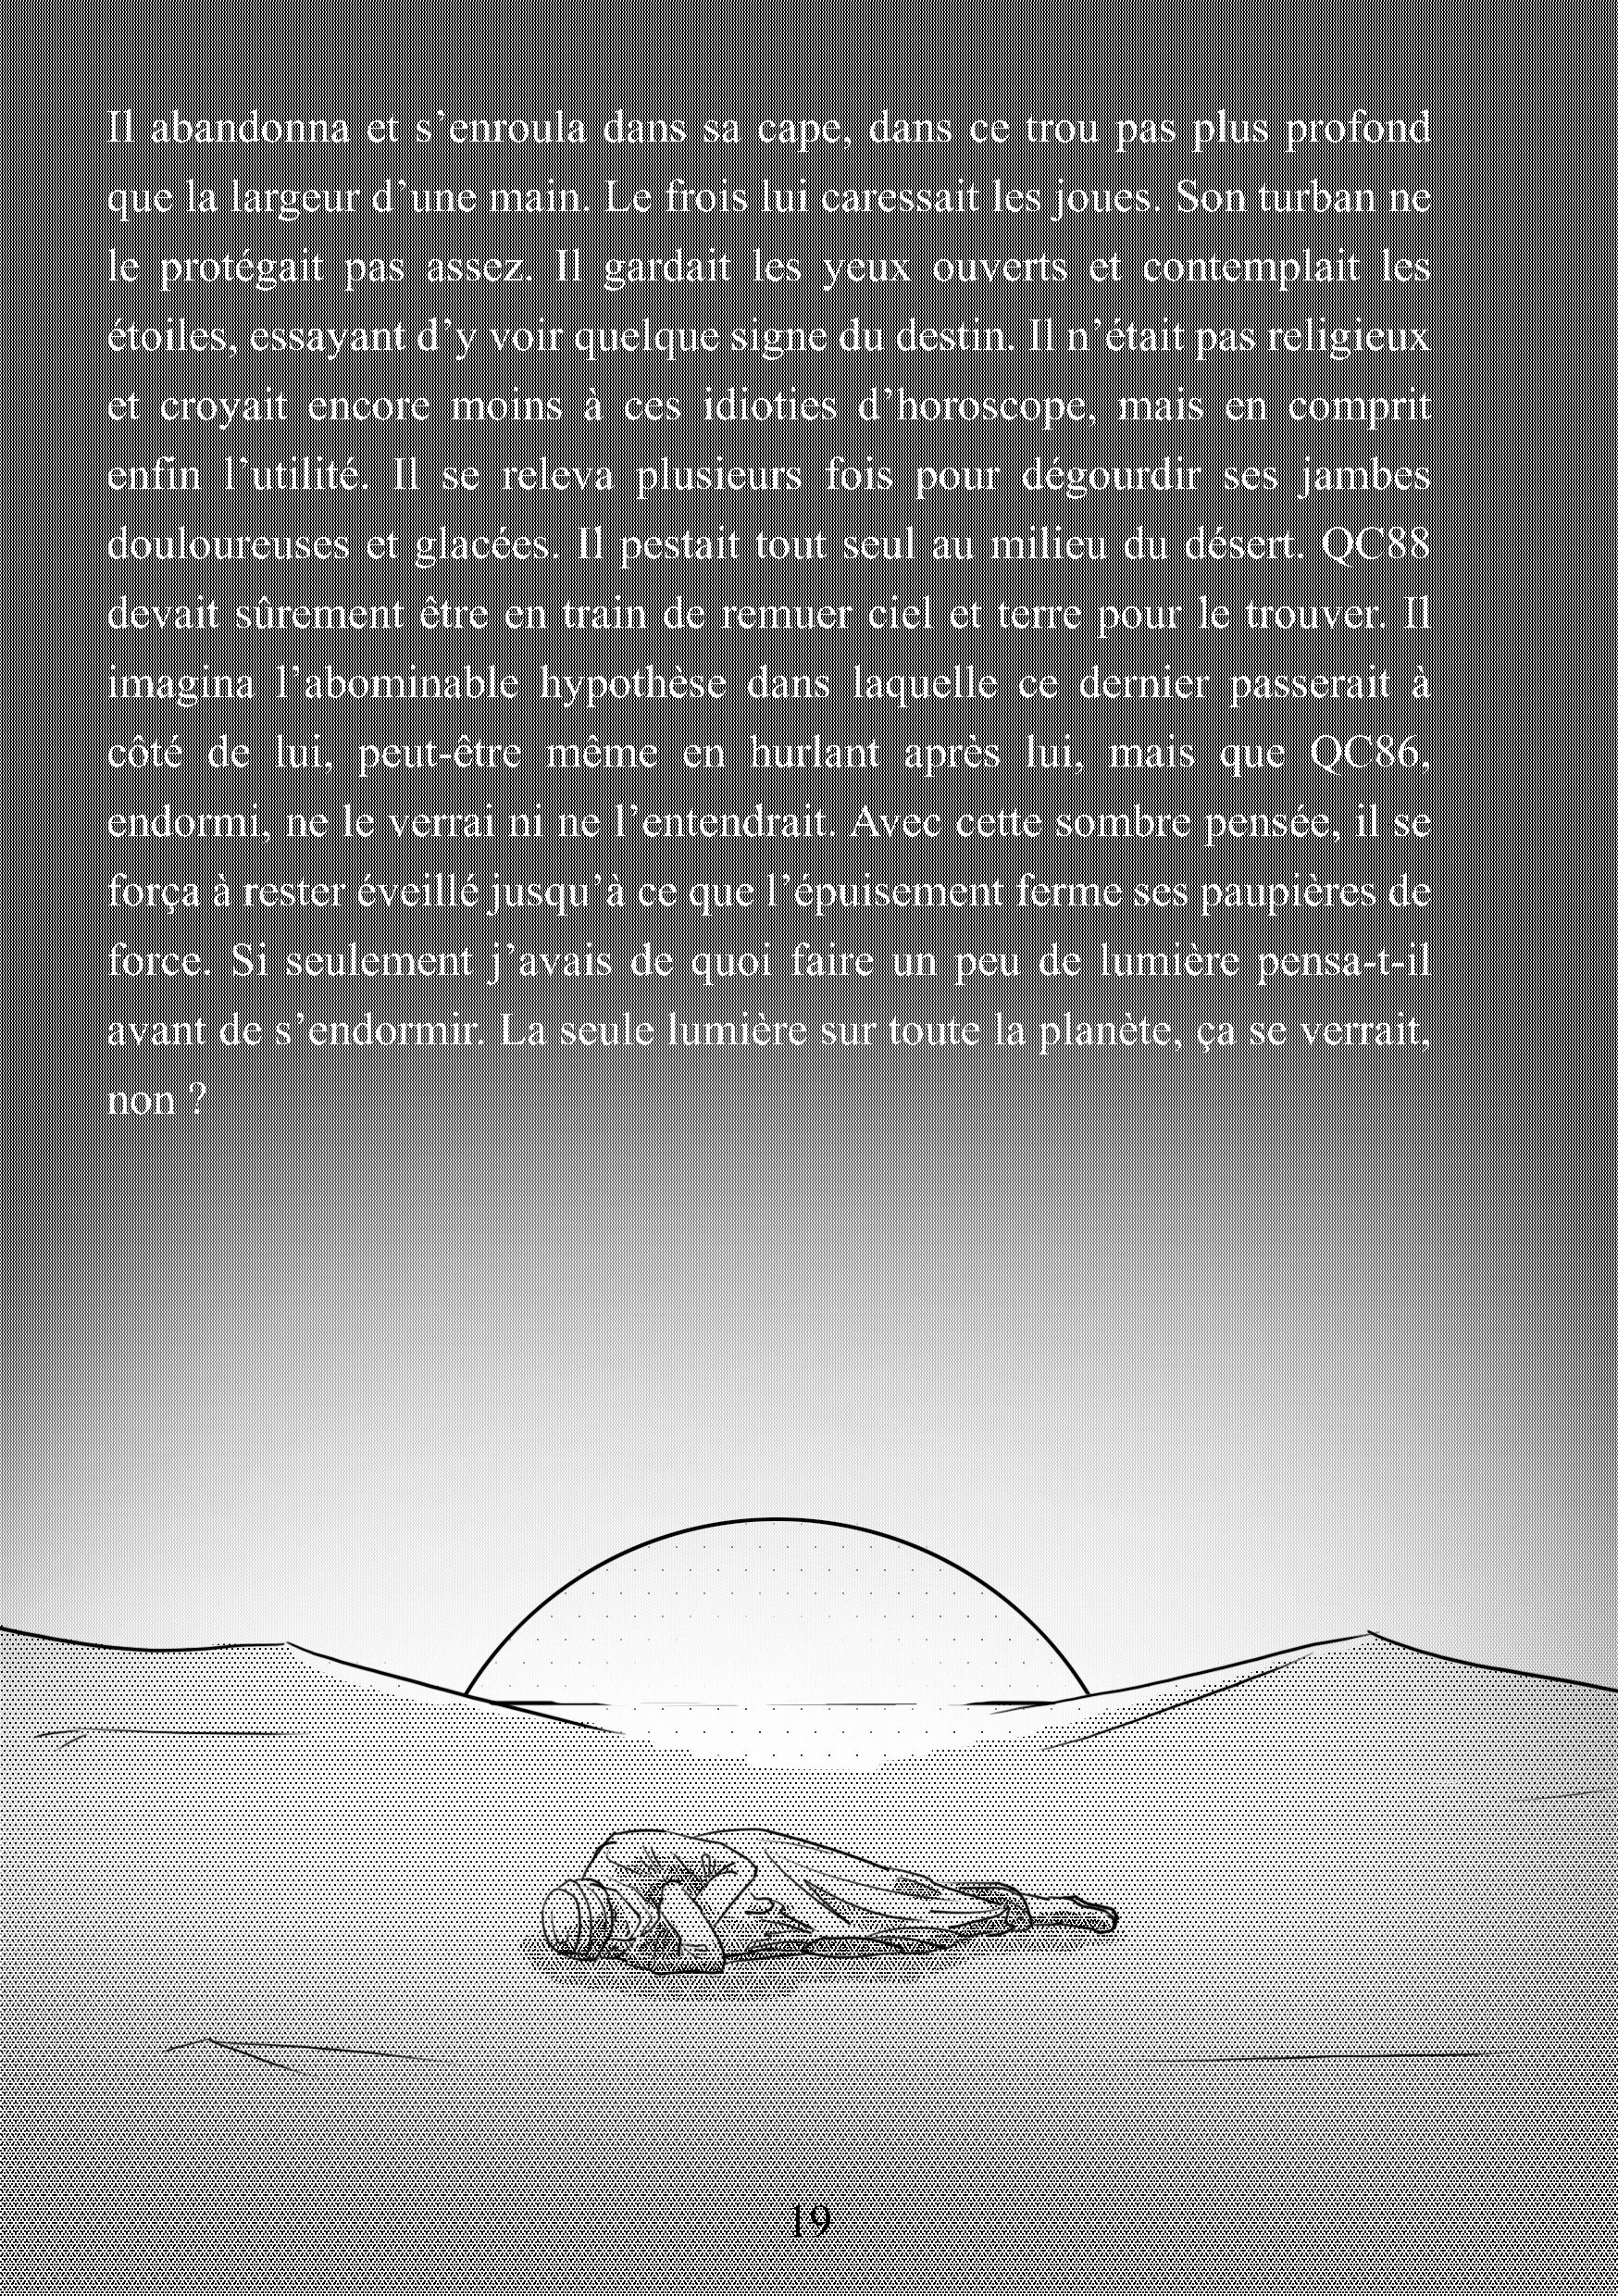 Il abandonna et s’enroula dans sa cape, dans ce trou pas plus profond
que la largeur d’une main. Le frois lui caressait les joues. Son turban ne
le protégait pas assez. Il gardait les yeux ouverts et contemplait les
étoiles, essayant d’y voir quelque signe du destin. Il n’était pas religieux
et croyait encore moins à ces idioties d’horoscope, mais en comprit
enfin l’utilité. Il se releva plusieurs fois pour dégourdir ses jambes
douloureuses et glacées. Il pestait tout seul au milieu du désert. QC88
devait sûrement être en train de remuer ciel et terre pour le trouver. Il
imagina l’abominable hypothèse dans laquelle ce dernier passerait à
côté de lui, peut-être même en hurlant après lui, mais que QC86,
endormi, ne le verrai ni ne l’entendrait. Avec cette sombre pensée, il se
força à rester éveillé jusqu’à ce que l’épuisement ferme ses paupières de
force. Si seulement j’avais de quoi faire un peu de lumière pensa-t-il
avant de s’endormir. La seule lumière sur toute la planète, ça se verrait,
non ?
19